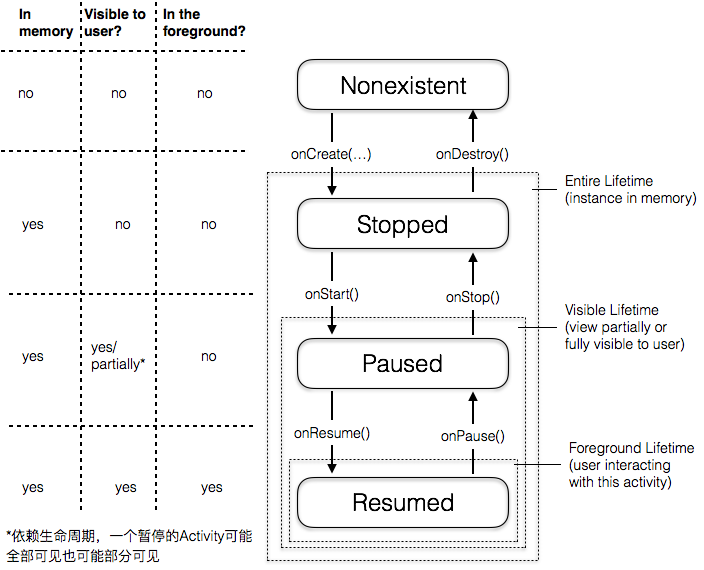 In memory
Visible to user?
In the foreground?
no
no
no
yes
no
no
yes
yes/
partially*
no
yes
yes
yes
*依赖生命周期，一个暂停的Activity可能
全部可见也可能部分可见
Nonexistent
onCreate(…)
onDestroy()
Entire Lifetime
(instance in memory)
Stopped
onStart()
onStop()
Visible Lifetime
(view partially or
fully visible to user)
Paused
onResume()
onPause()
Foreground Lifetime
(user interacting
with this activity)
Resumed